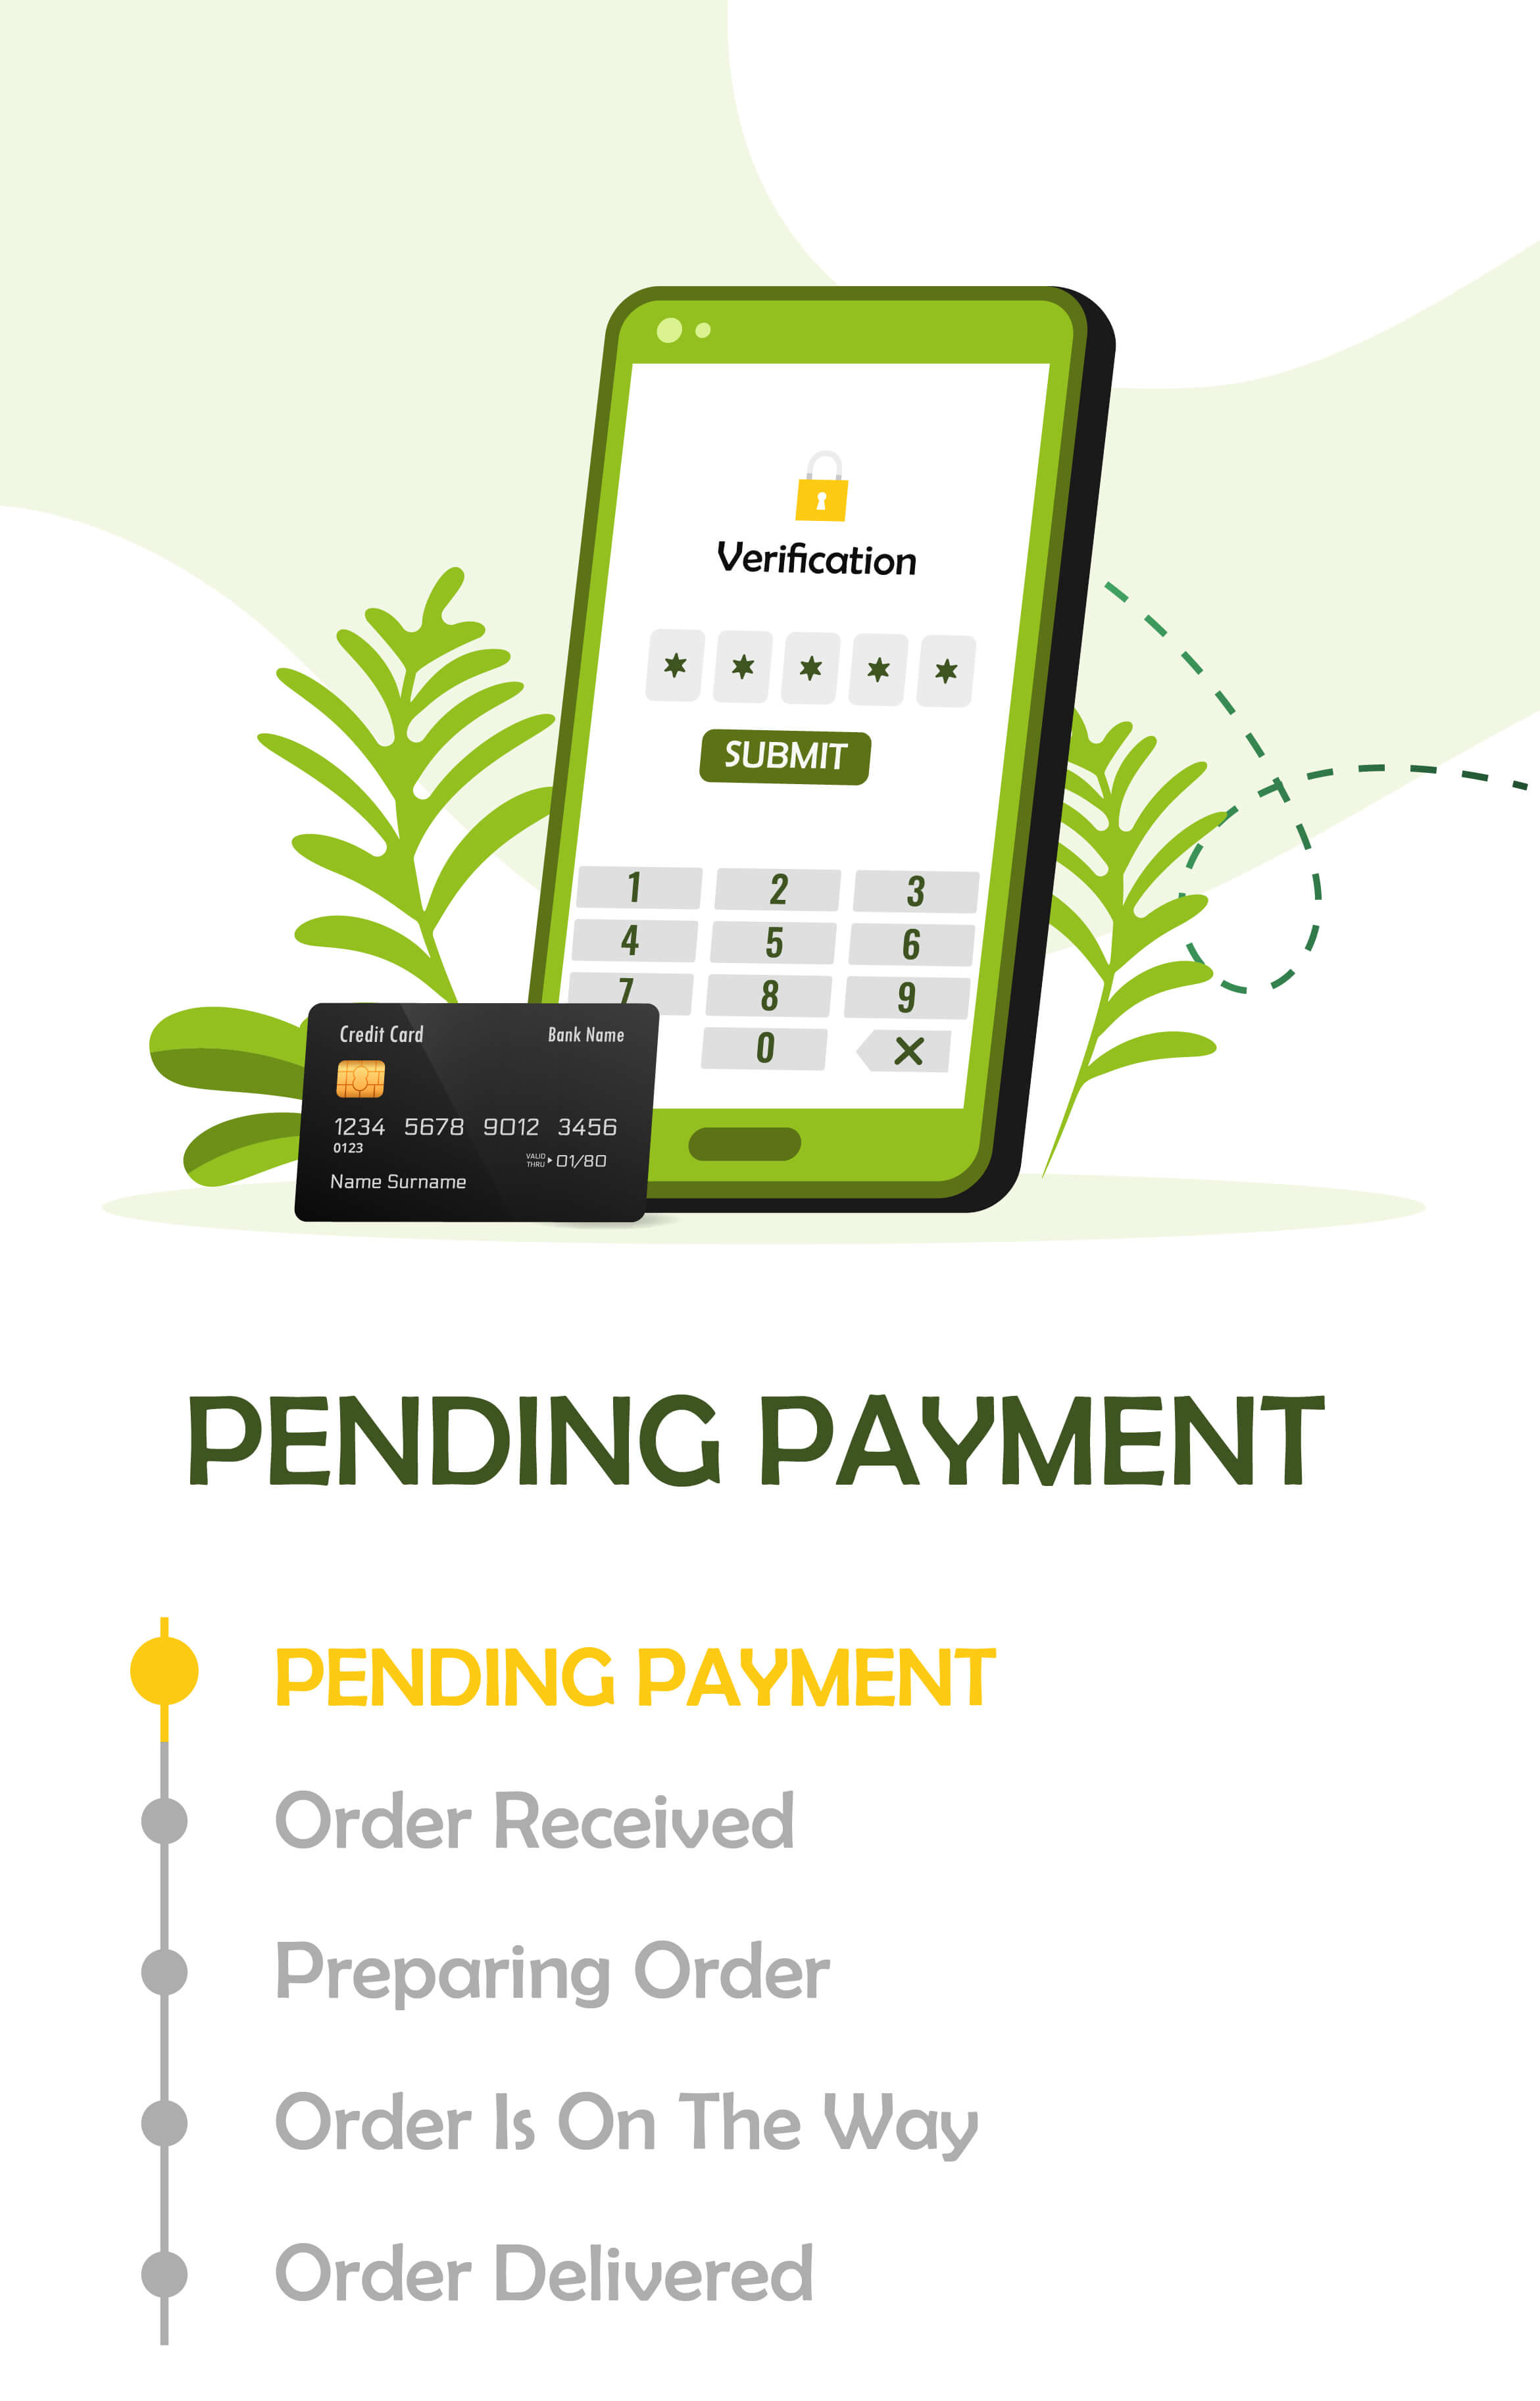 Verification
* * * * *
SUBMIT
1 2 3
4 5 6
7 8 9
0
Credit Card Bank Name
1234 5678 9012 3456
0123
VALID THRU 01/80
Name Surname
PENDING PAYMENT
PENDING PAYMENT
Order Received
Preparing Order
Order Is On The Way
Order Delivered